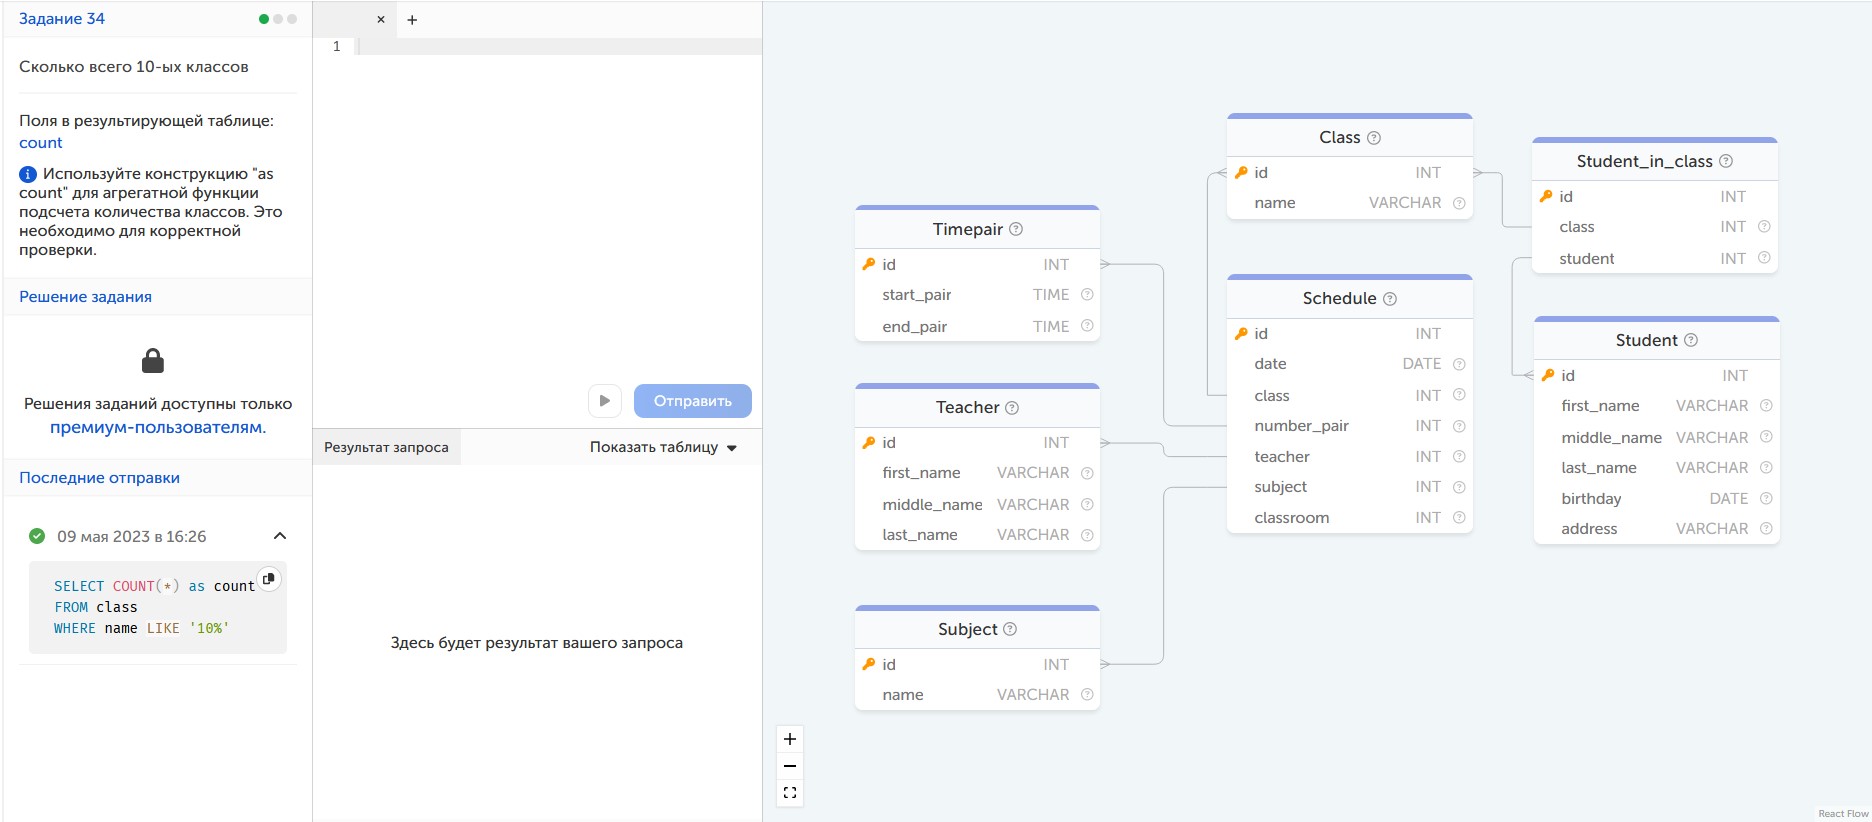 Задание 34
Сколько всего 10-ых классов
Поля в результирующей таблице:
count
Используйте конструкцию "as
count" для агрегатной функции
подсчета количества классов. Это
необходимо для корректной
проверки.
Решение задания
Решения заданий доступны только
премиум-пользователям.
Последние отправки
09 мая 2023 в 16:26
SELECT COUNT(*) as count
FROM class
WHERE name LIKE '10%'
1
Отправить
Результат запроса
Показать таблицу
Здесь будет результат вашего запроса
Timepair
id INT
start_pair TIME
end_pair TIME
Teacher
id INT
first_name VARCHAR
middle_name VARCHAR
last_name VARCHAR
Subject
id INT
name VARCHAR
Class
id INT
name VARCHAR
Schedule
id INT
date DATE
class INT
number_pair INT
teacher INT
subject INT
classroom INT
Student_in_class
id INT
class INT
student INT
Student
id INT
first_name VARCHAR
middle_name VARCHAR
last_name VARCHAR
birthday DATE
address VARCHAR
React Flow